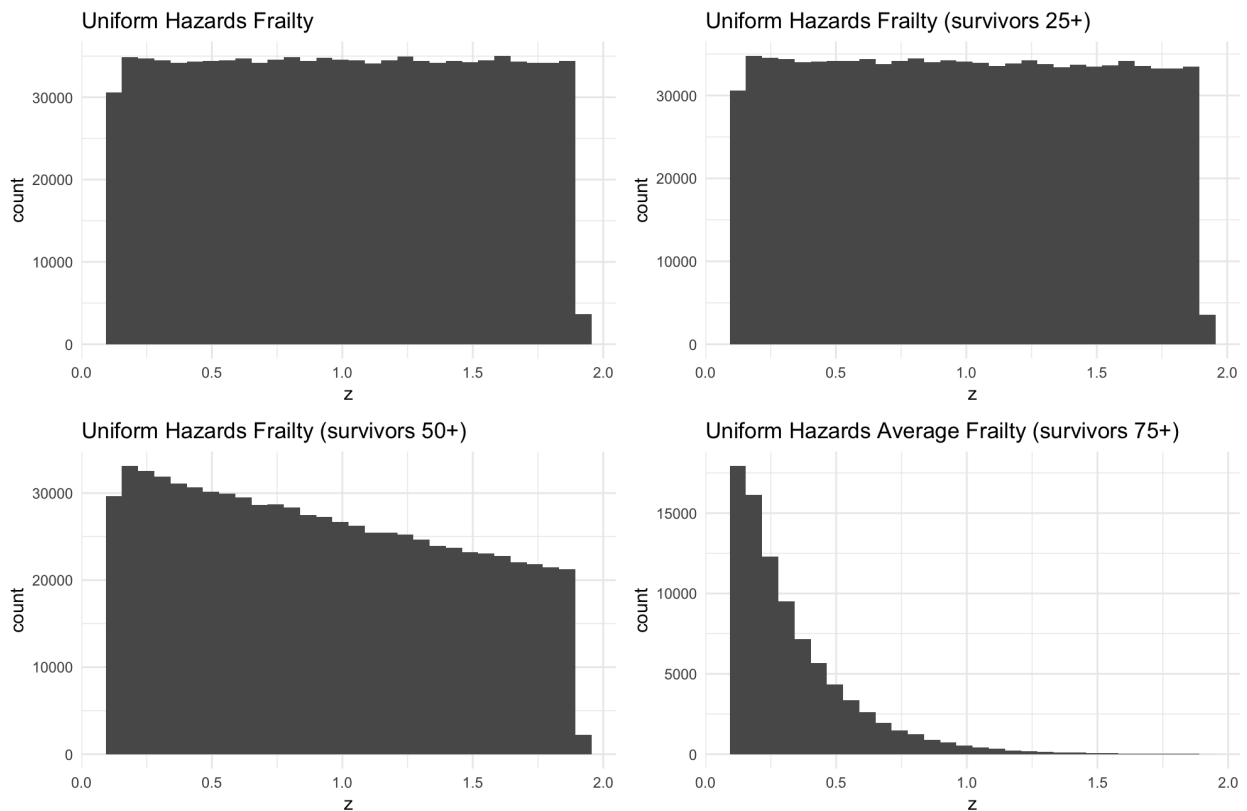 Uniform Hazards Frailty
count
30000
20000
10000
0
0.0 0.5 1.0 1.5 2.0
z
Uniform Hazards Frailty (survivors 25+)
count
30000
20000
10000
0
0.0 0.5 1.0 1.5 2.0
z
Uniform Hazards Frailty (survivors 50+)
count
30000
20000
10000
0
0.0 0.5 1.0 1.5 2.0
z
Uniform Hazards Average Frailty (survivors 75+)
count
15000
10000
5000
0
0.0 0.5 1.0 1.5 2.0
z